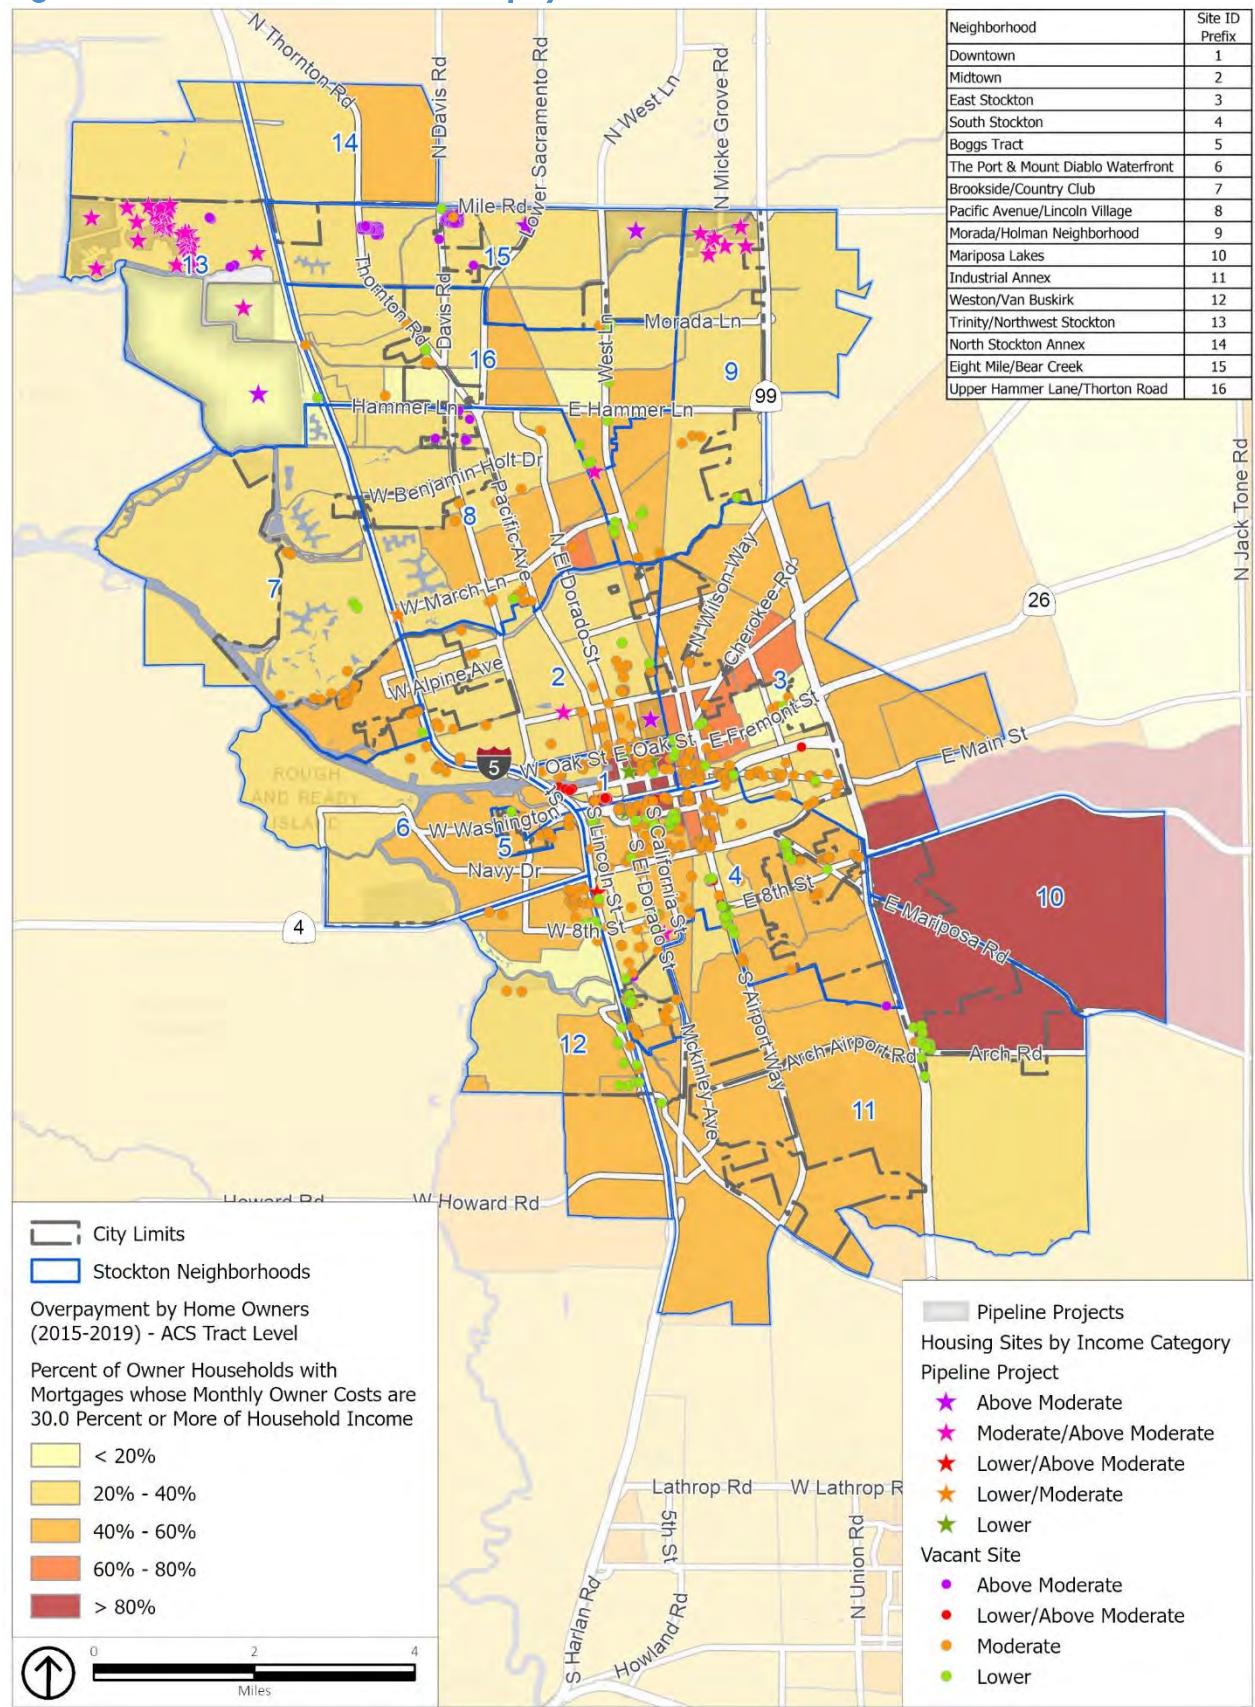 N Thornton Rd
N Davis Rd
Lower Sacramento Rd
N West Ln
N Micke Grove Rd
Neighborhood Site ID Prefix
Downtown 1
Midtown 2
East Stockton 3
South Stockton 4
Boggs Tract 5
The Port & Mount Diablo Waterfront 6
Brookside/Country Club 7
Pacific Avenue/Lincoln Village 8
Morada/Holman Neighborhood 9
Mariposa Lakes 10
Industrial Annex 11
Weston/Van Buskirk 12
Trinity/Northwest Stockton 13
North Stockton Annex 14
Eight Mile/Bear Creek 15
Upper Hammer Lane/Thorton Road 16
14
Mile Rd
13
15
Thornton Rd
Davis Rd
Morada Ln
West Ln
16
9
99
Hammer Ln
E Hammer Ln
N Jack Tone Rd
W Benjamin Holt Dr
Pacific Ave
8
N El Dorado St
N Wilson Way
Cherokee Rd
7
W March Ln
26
W Alpine Ave
2
3
E Fremont St
E Main St
W Oak St
E Oak St
5
ROUGH
AND READY
ISLAND
1
6
W Washington
St
5
Navy Dr
S Lincoln St
S El Dorado St
S California St
4
E 8th St
10
4
W 8th St
E Mariposa Rd
S Airport Way
12
Mckinley Ave
Arch Airport Rd
Arch Rd
11
Howard Rd
W Howard Rd
City Limits
Stockton Neighborhoods
Overpayment by Home Owners
(2015-2019) - ACS Tract Level
Percent of Owner Households with
Mortgages whose Monthly Owner Costs are
30.0 Percent or More of Household Income
< 20%
20% - 40%
40% - 60%
60% - 80%
> 80%
0 2 4
Miles
Lathrop Rd
W Lathrop R
5th St
N Union Rd
S Harlan Rd
Howland Rd
Pipeline Projects
Housing Sites by Income Category
Pipeline Project
Above Moderate
Moderate/Above Moderate
Lower/Above Moderate
Lower/Moderate
Lower
Vacant Site
Above Moderate
Lower/Above Moderate
Moderate
Lower